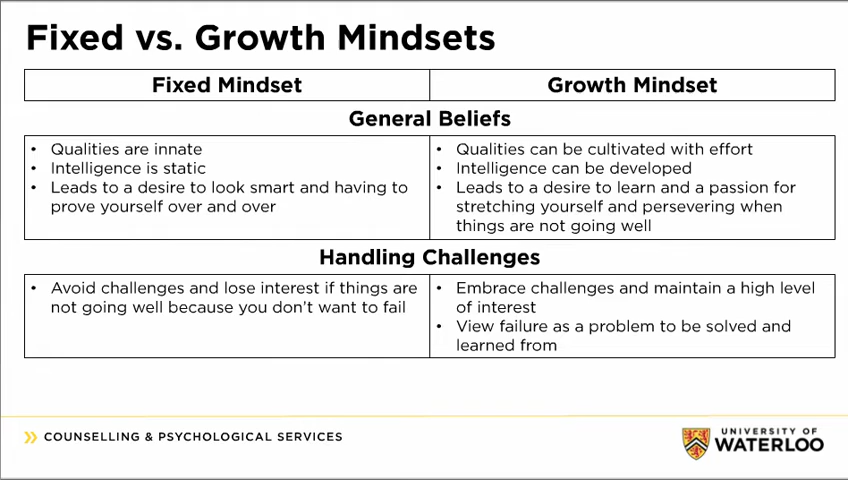 Fixed vs. Growth Mindsets
Fixed Mindset
Growth Mindset
General Beliefs
• Qualities are innate
• Intelligence is static
• Leads to a desire to look smart and having to
prove yourself over and over
• Qualities can be cultivated with effort
• Intelligence can be developed
• Leads to a desire to learn and a passion for
stretching yourself and persevering when
things are not going well
Handling Challenges
• Avoid challenges and lose interest if things are
not going well because you don't want to fail
• Embrace challenges and maintain a high level
of interest
• View failure as a problem to be solved and
learned from
COUNSELLING & PSYCHOLOGICAL SERVICES
UNIVERSITY OF
WATERLOO